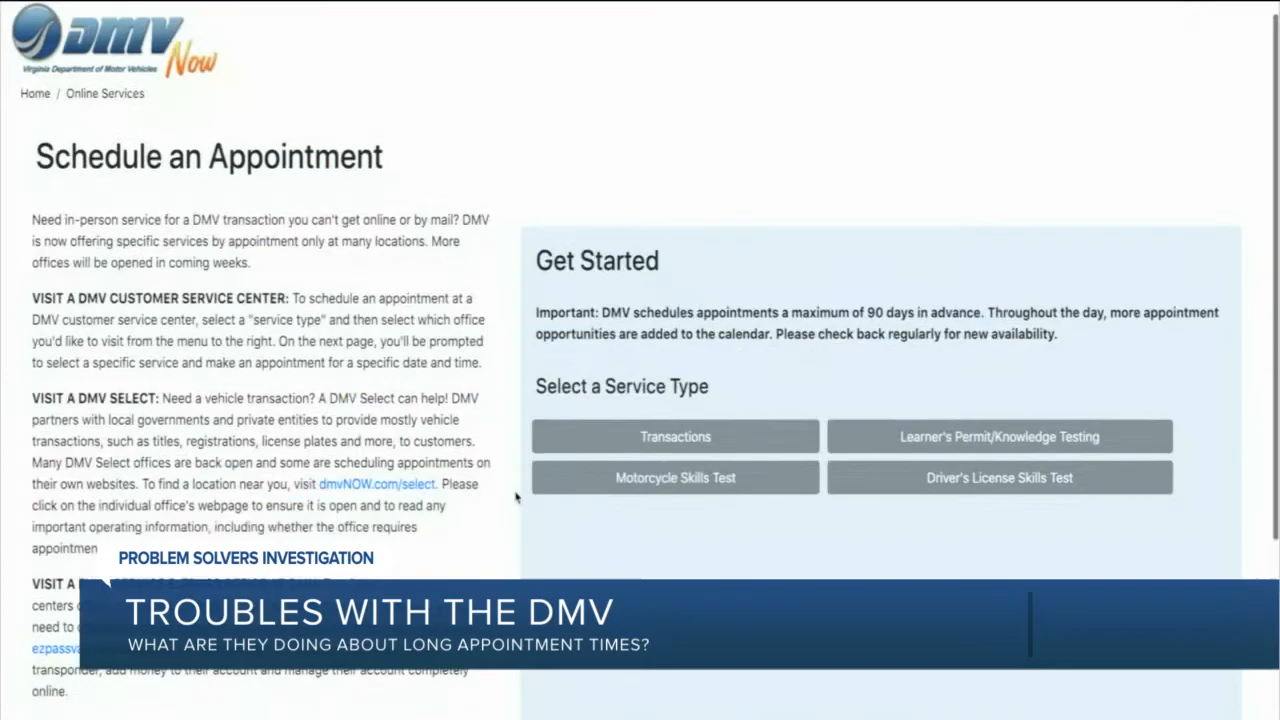 DMV Now
Virginia Department of Motor Vehicles
Home / Online Services
Schedule an Appointment
Need in-person service for a DMV transaction you can't get online or by mail? DMV
is now offering specific services by appointment only at many locations. More
offices will be opened in coming weeks.
VISIT A DMV CUSTOMER SERVICE CENTER: To schedule an appointment at a
DMV customer service center, select a "service type" and then select which office
you'd like to visit from the menu to the right. On the next page, you'll be prompted
to select a specific service and make an appointment for a specific date and time.
VISIT A DMV SELECT: Need a vehicle transaction? A DMV Select can help! DMV
partners with local governments and private entities to provide mostly vehicle
transactions, such as titles, registrations, license plates and more, to customers.
Many DMV Select offices are back open and some are scheduling appointments on
their own websites. To find a location near you, visit dmvNOW.com/select. Please
click on the individual office's webpage to ensure it is open and to read any
important operating information, including whether the office requires
appointmen
VISIT A
centers
need to
ezpassva
transponder, add money to their account and manage their account completely
online.
Get Started
Important: DMV schedules appointments a maximum of 90 days in advance. Throughout the day, more appointment
opportunities are added to the calendar. Please check back regularly for new availability.
Select a Service Type
Transactions
Learner's Permit/Knowledge Testing
Motorcycle Skills Test
Driver's License Skills Test
PROBLEM SOLVERS INVESTIGATION
TROUBLES WITH THE DMV
WHAT ARE THEY DOING ABOUT LONG APPOINTMENT TIMES?